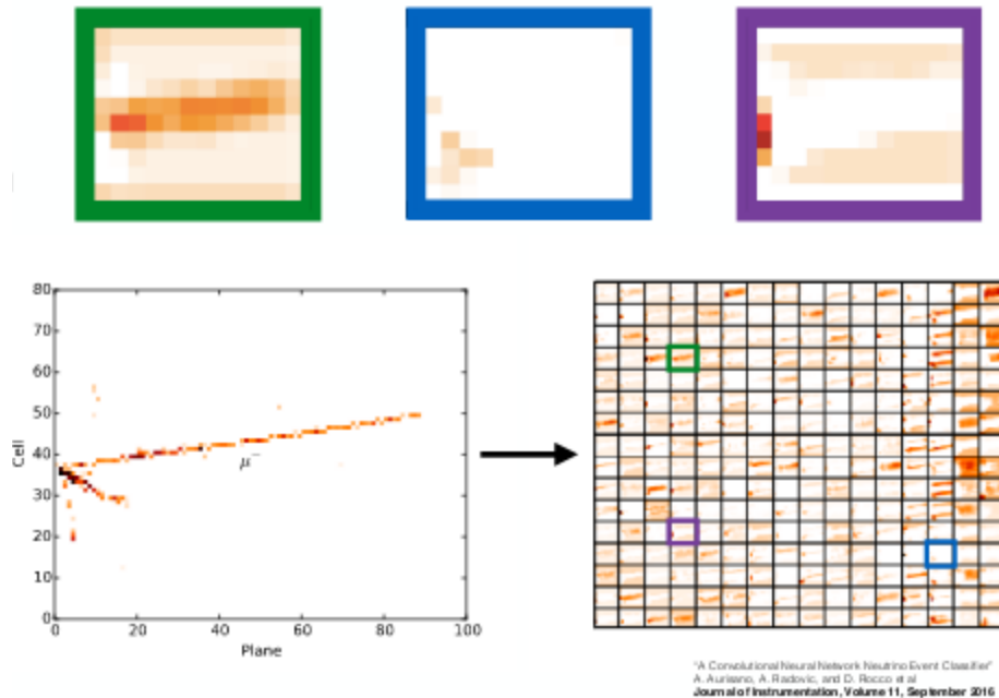 80
70
60
50
40
30
20
10
0
Cell
μ⁻
0 20 40 60 80 100
Plane
"A Convolutional Neural Network Neutrino Event Classifier"
A. Aurisano, A. Radovic, and D. Rocco et al
Journal of Instrumentation, Volume 11, September 2016